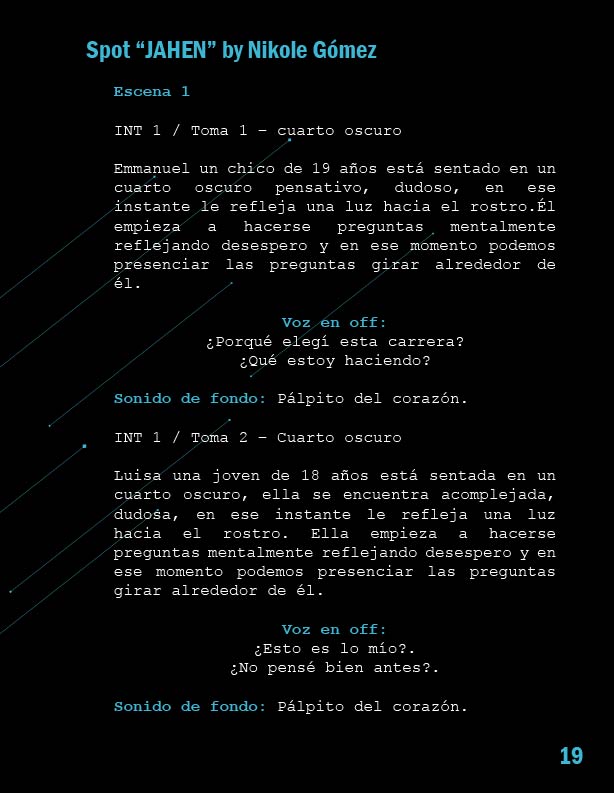 Spot “JAHEN” by Nikole Gómez
Escena 1
INT 1 / Toma 1 – cuarto oscuro
Emmanuel un chico de 19 años está sentado en un
cuarto oscuro pensativo, dudoso, en ese
instante le refleja una luz hacia el rostro.Él
empieza a hacerse preguntas mentalmente
reflejando desespero y en ese momento podemos
presenciar las preguntas girar alrededor de
él.
Voz en off:
¿Porqué elegí esta carrera?
¿Qué estoy haciendo?
Sonido de fondo: Pálpito del corazón.
INT 1 / Toma 2 – Cuarto oscuro
Luisa una joven de 18 años está sentada en un
cuarto oscuro, ella se encuentra acomplejada,
dudosa, en ese instante le refleja una luz
hacia el rostro. Ella empieza a hacerse
preguntas mentalmente reflejando desespero y en
ese momento podemos presenciar las preguntas
girar alrededor de él.
Voz en off:
¿Esto es lo mío?.
¿No pensé bien antes?.
Sonido de fondo: Pálpito del corazón.
19